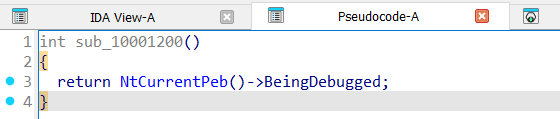 IDA View-A Pseudocode-A
1 int sub_10001200()
2 {
3 return NtCurrentPeb()->BeingDebugged;
4 }